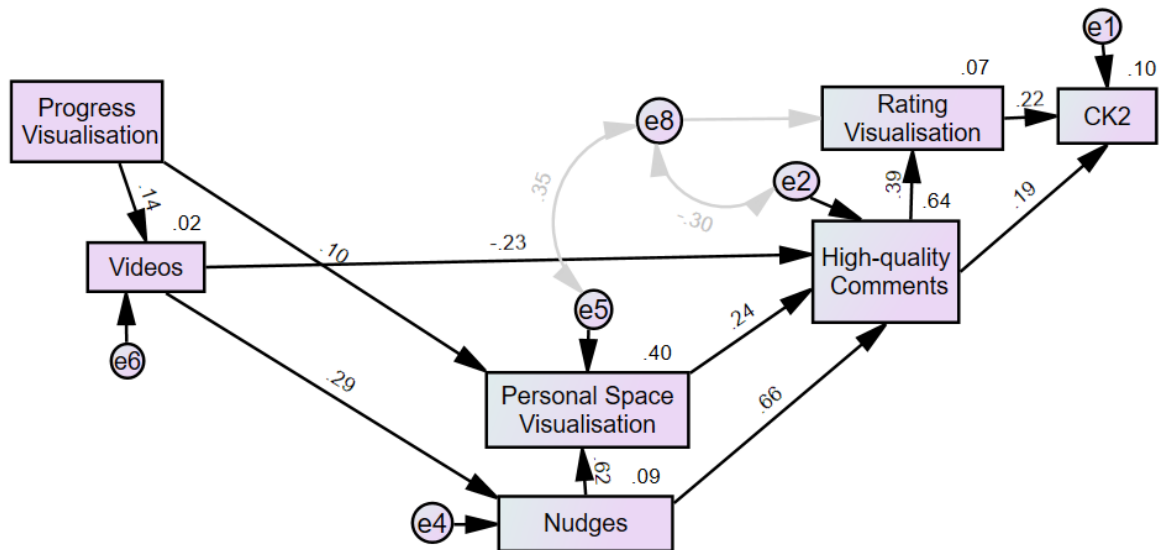 e1
.07
.10
Progress
Visualisation
Rating
Visualisation
.22
CK2
e8
.14
.35
e2
.39
.64
.19
-.30
.02
.10
-.23
Videos
High-quality
Comments
e5
.24
e6
.29
.40
Personal Space
Visualisation
.66
.62
.09
e4
Nudges